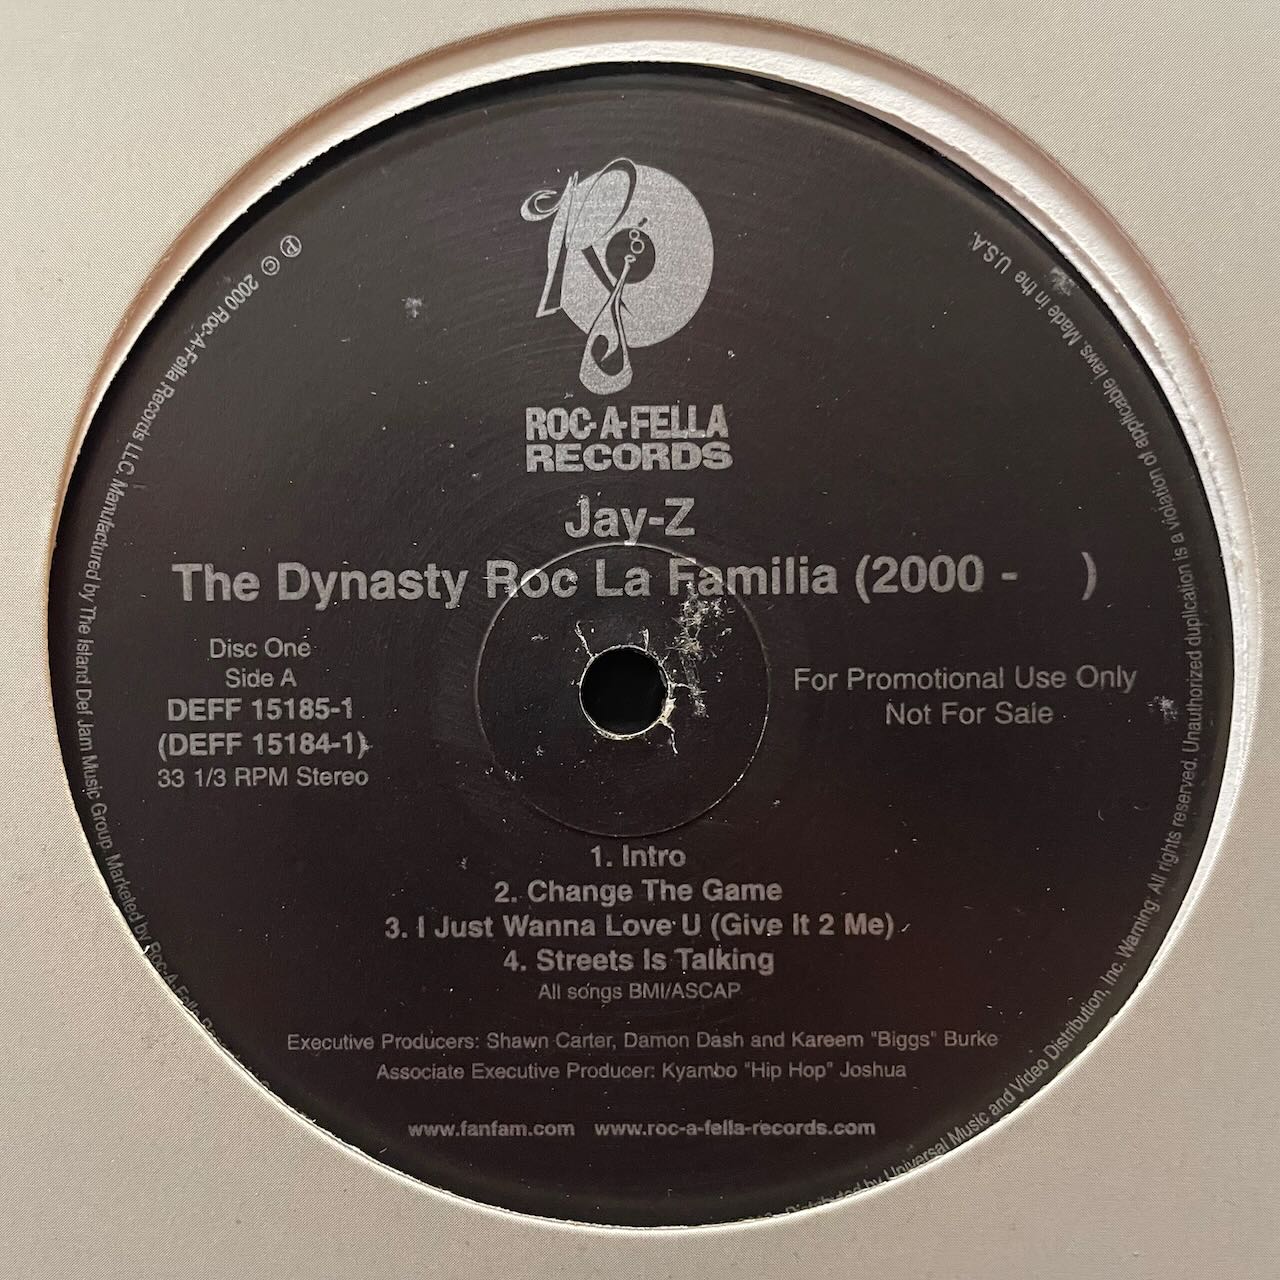 ROC-A-FELLA
RECORDS
Jay-Z
The Dynasty Roc La Familia (2000 -      )
Disc One
Side A
DEFF 15185-1
(DEFF 15184-1)
33 1/3 RPM Stereo
For Promotional Use Only
Not For Sale
1. Intro
2. Change The Game
3. I Just Wanna Love U (Give It 2 Me)
4. Streets Is Talking
All songs BMI/ASCAP
Executive Producers: Shawn Carter, Damon Dash and Kareem "Biggs" Burke
Associate Executive Producer: Kyambo "Hip Hop" Joshua
www.fanfam.com www.roc-a-fella-records.com
℗ © 2000 Roc-A-Fella Records LLC. Manufactured by The Island Def Jam Music Group. Marketed by Roc-A-Fella
Distributed by Universal Music and Video Distribution, Inc. Warning: All rights reserved. Unauthorized duplication is a violation of applicable laws. Made in the U.S.A.